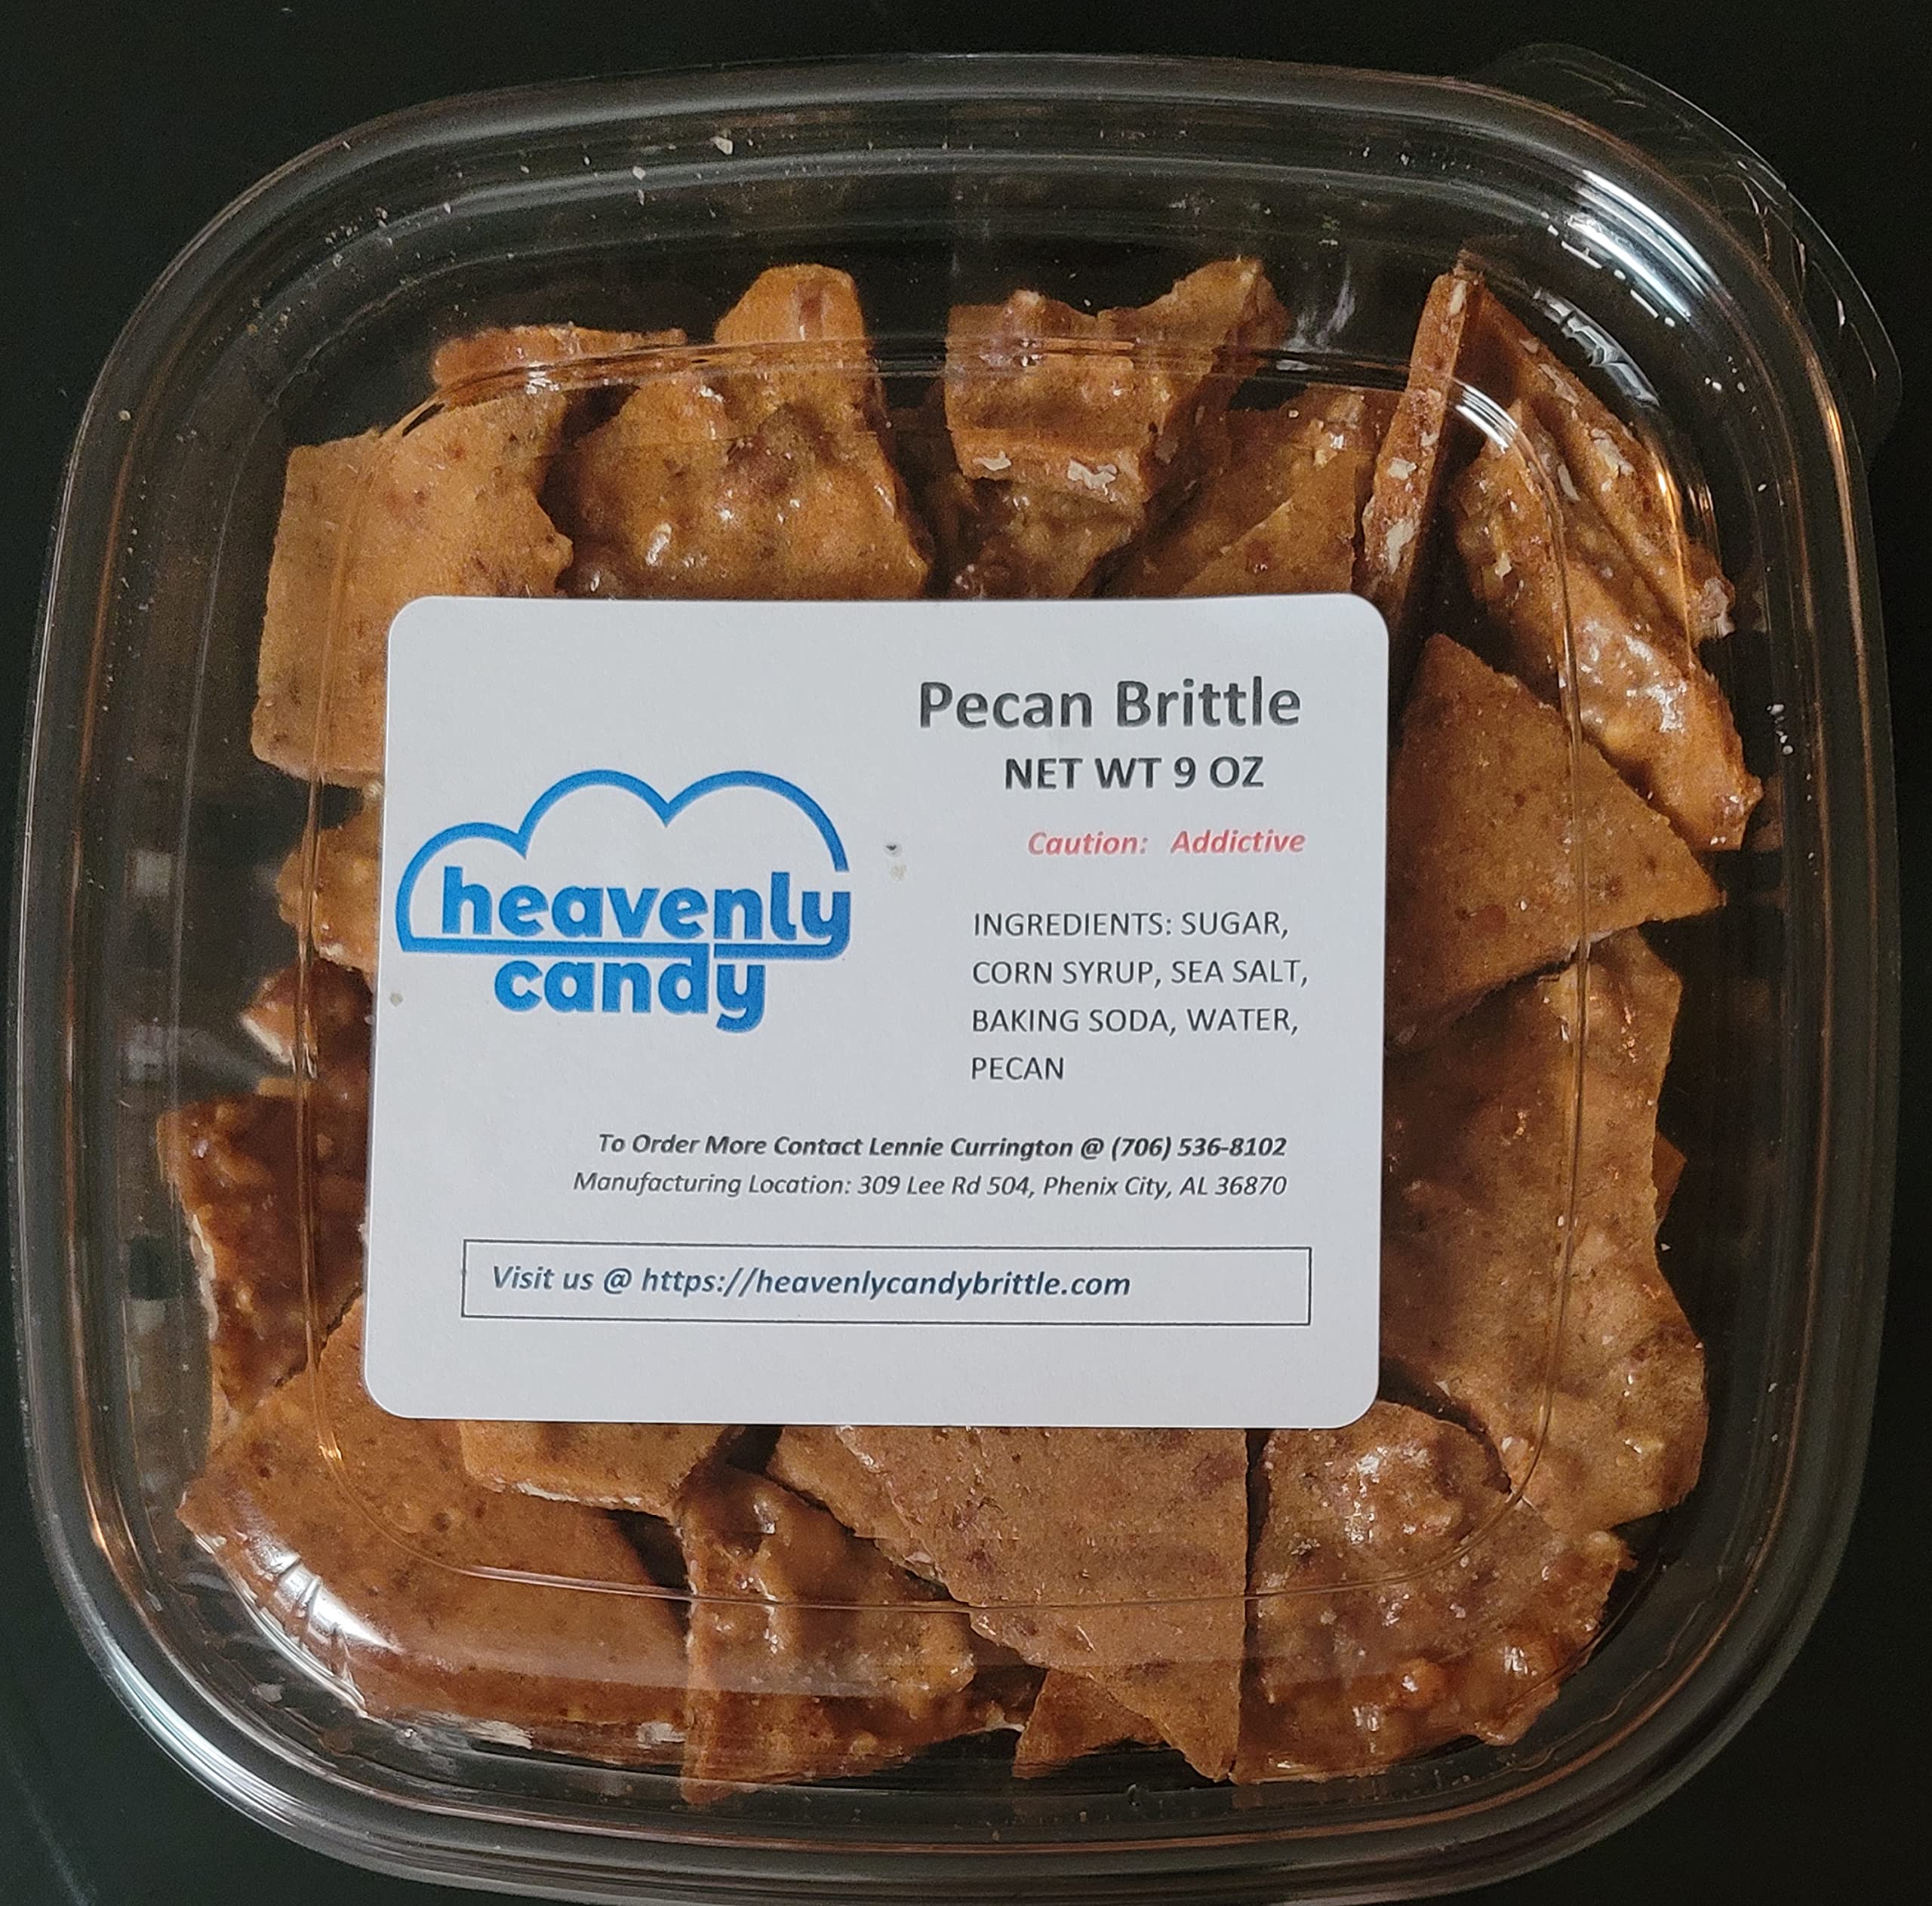 Pecan Brittle
NET WT 9 OZ
Caution: Addictive
heavenly
candy
INGREDIENTS: SUGAR,
CORN SYRUP, SEA SALT,
BAKING SODA, WATER,
PECAN
To Order More Contact Lennie Currington @ (706) 536-8102
Manufacturing Location: 309 Lee Rd 504, Phenix City, AL 36870
Visit us @ https://heavenlycandybrittle.com